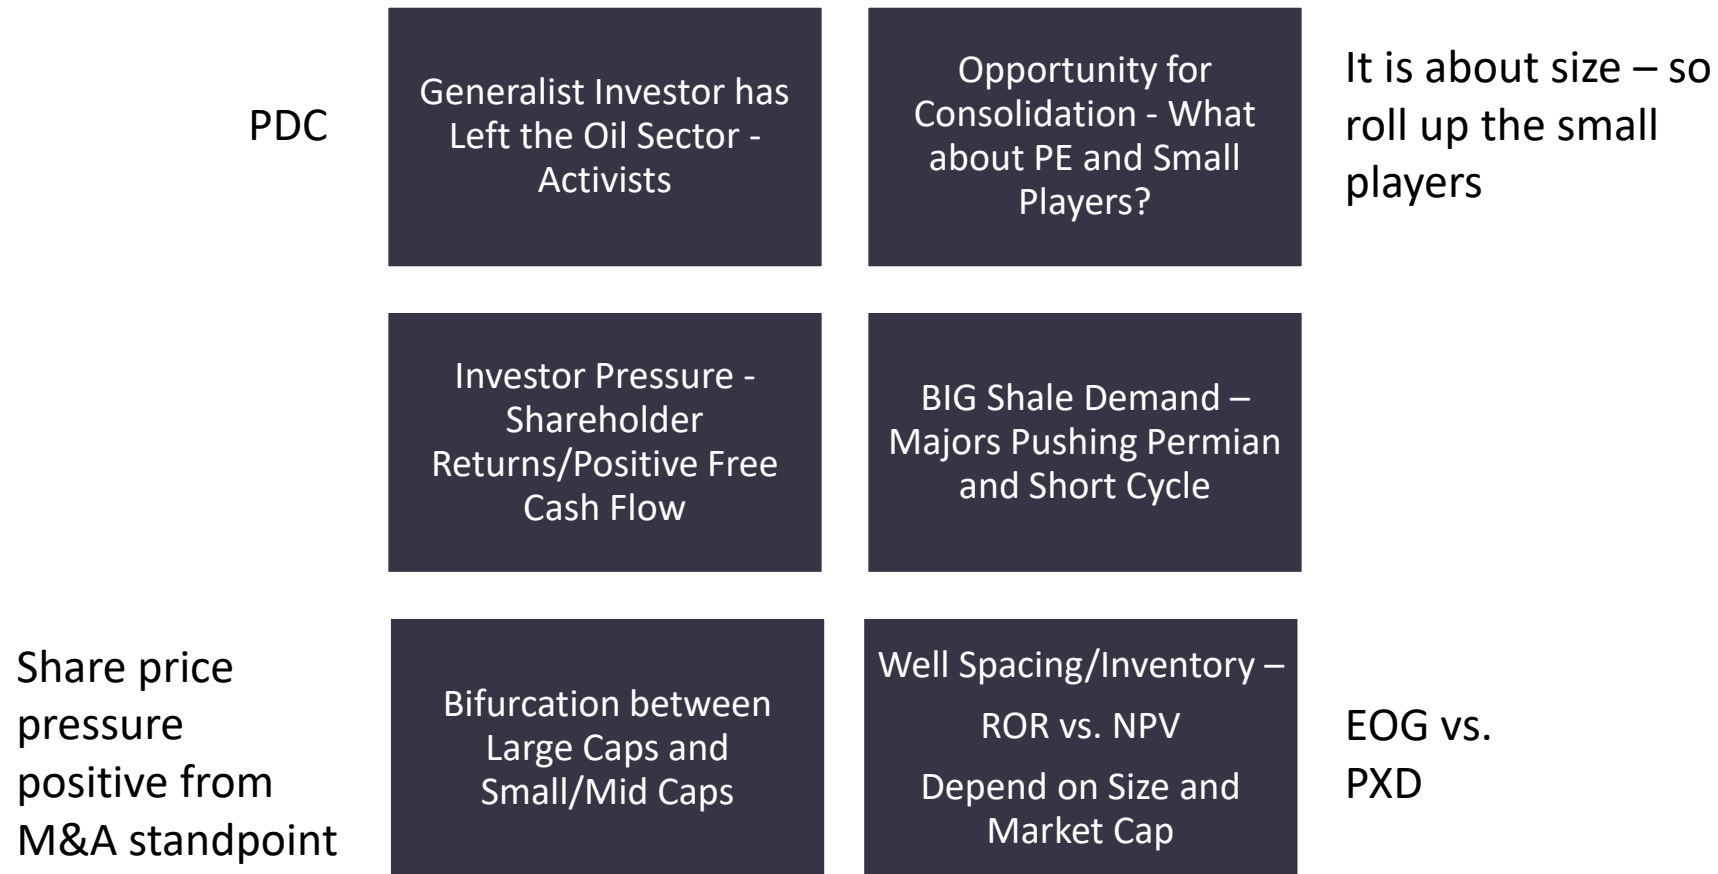 PDC
Generalist Investor has
Left the Oil Sector -
Activists
Opportunity for
Consolidation - What
about PE and Small
Players?
It is about size – so
roll up the small
players
Investor Pressure -
Shareholder
Returns/Positive Free
Cash Flow
BIG Shale Demand –
Majors Pushing Permian
and Short Cycle
Share price
pressure
positive from
M&A standpoint
Bifurcation between
Large Caps and
Small/Mid Caps
Well Spacing/Inventory –
ROR vs. NPV
Depend on Size and
Market Cap
EOG vs.
PXD